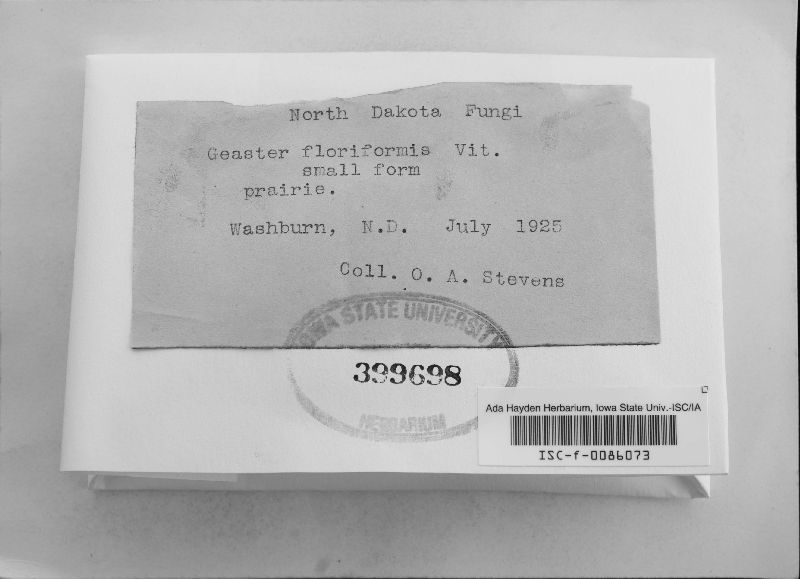 North Dakota Fungi
Geaster floriformis Vit.
small form
prairie.
Washburn, N.D. July 1925
Coll. O. A. Stevens
IOWA STATE UNIVERSITY
399698
HERBARIUM
Ada Hayden Herbarium, Iowa State Univ.-ISC/IA
ISC-f-0086073